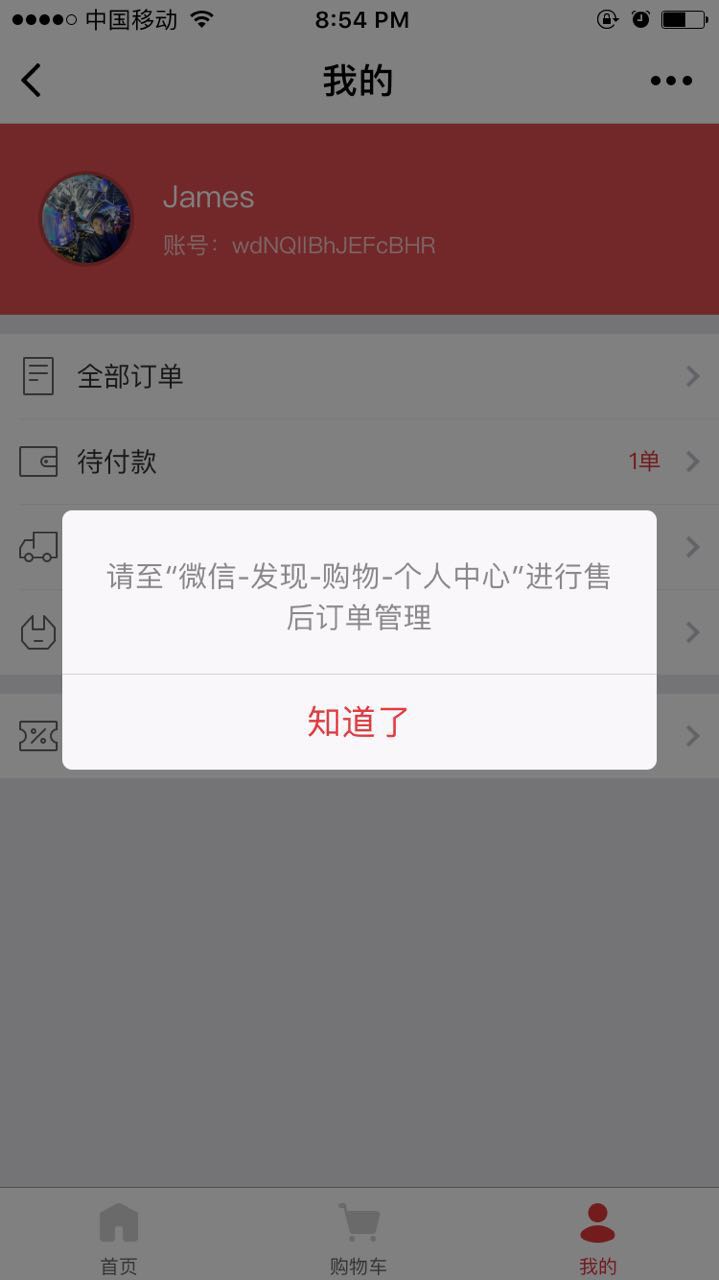 中国移动
8:54 PM
我的
James
账号：wdNQlIBhJEFcBHR
全部订单
待付款
1单
请至“微信-发现-购物-个人中心”进行售
后订单管理
知道了
首页
购物车
我的